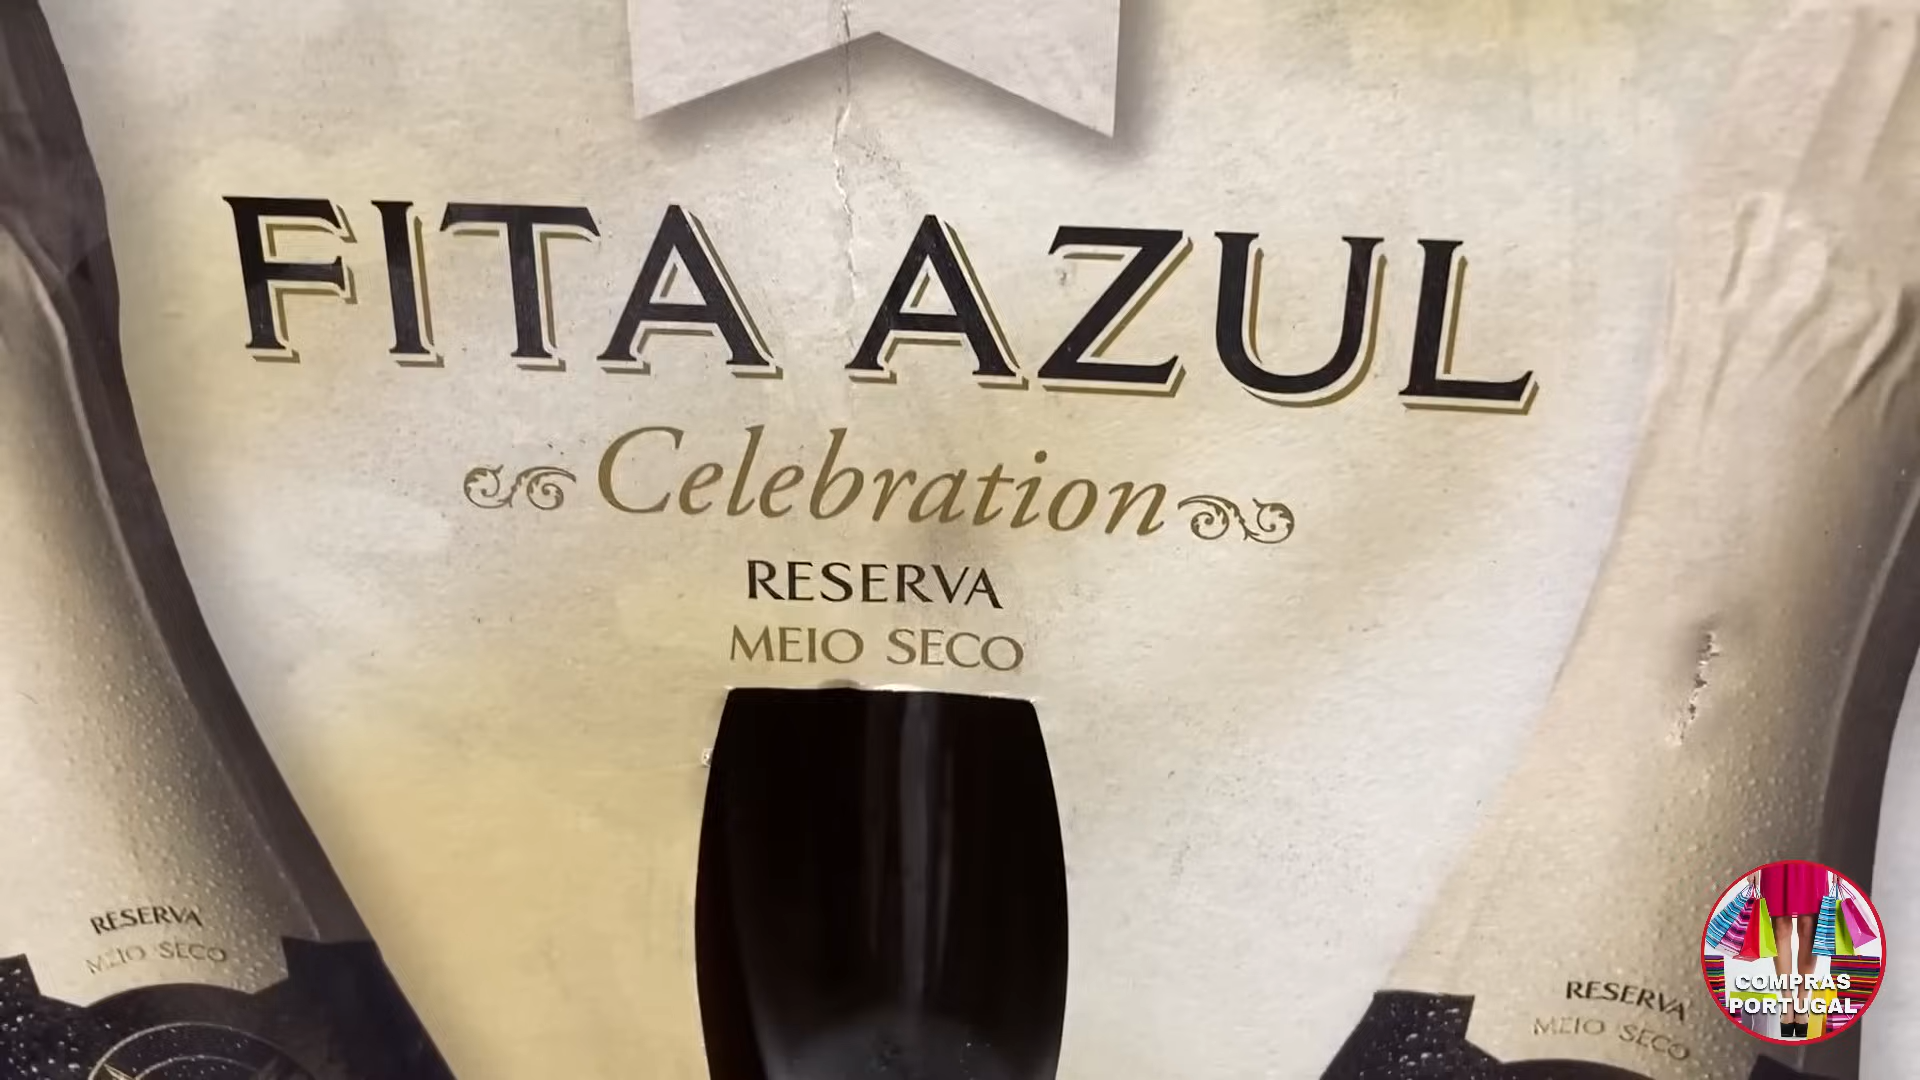 FITA AZUL
Celebration
RESERVA
MEIO SECO
RESERVA
MEIO SECO
RESERVA
MEIO SECO
COMPRAS
PORTUGAL